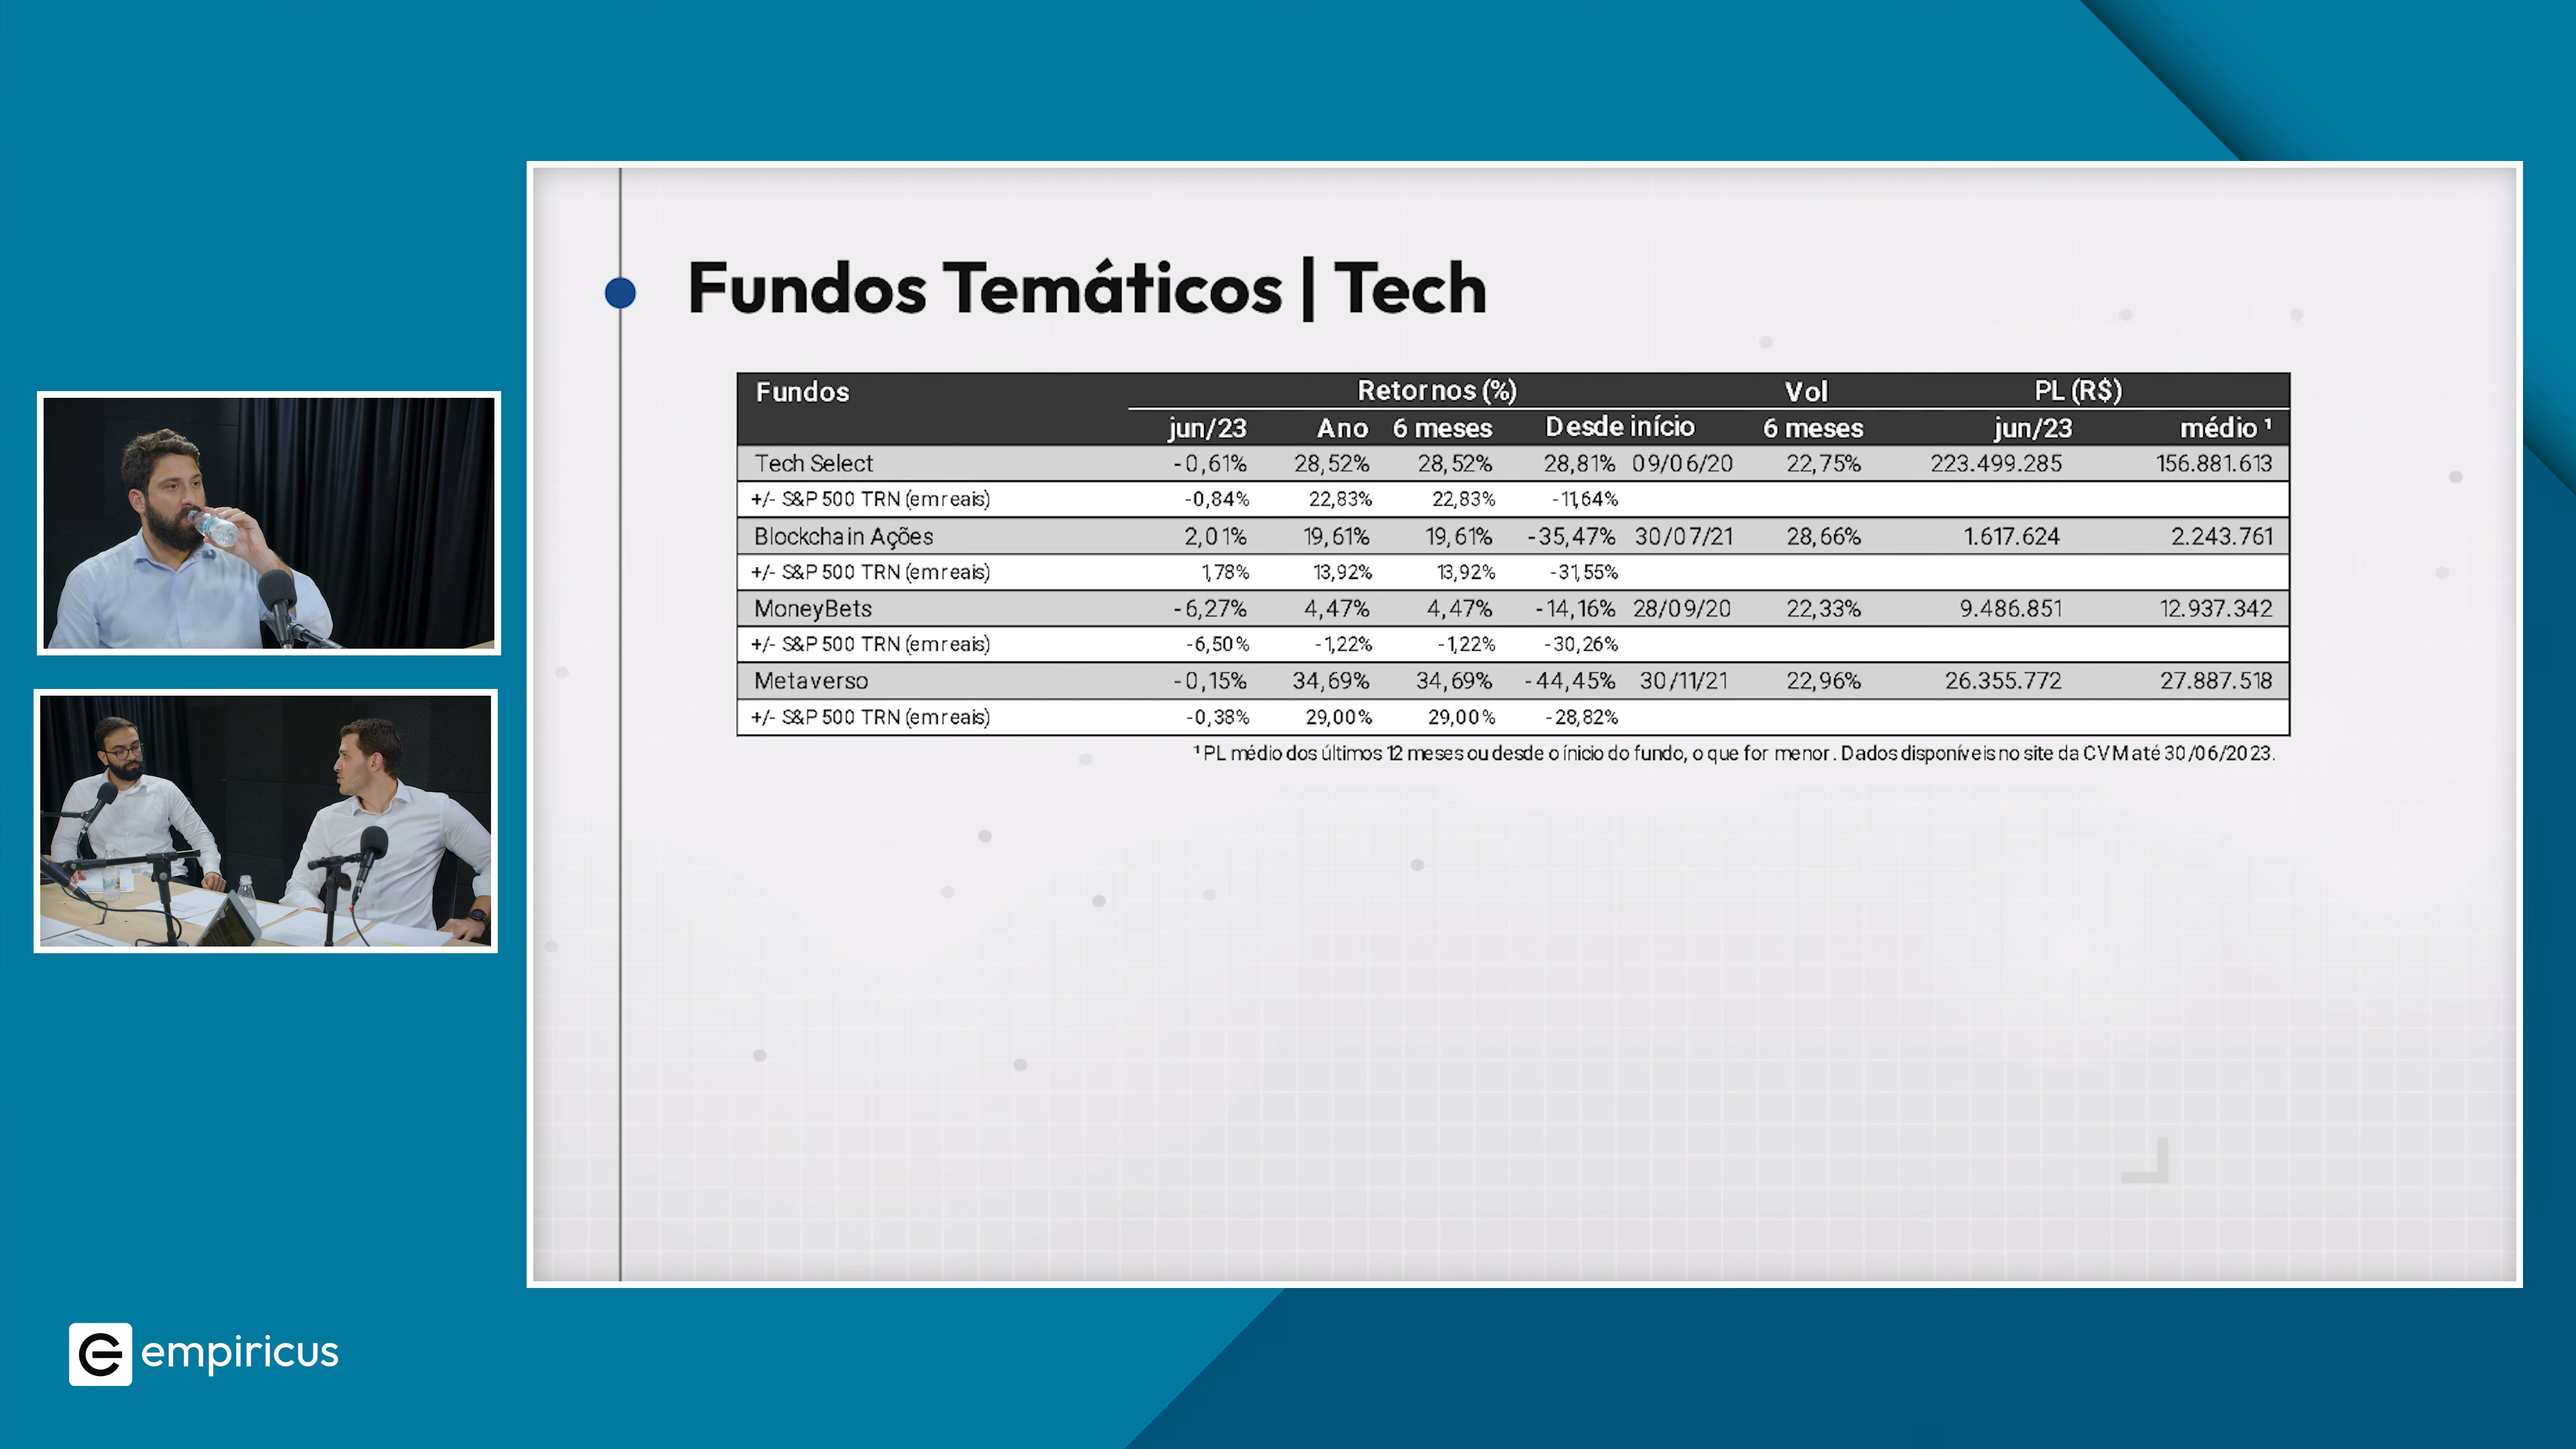 Fundos Temáticos | Tech
Fundos Retornos (%) Vol PL (R$)
jun/23 Ano 6 meses Desde início 6 meses jun/23 médio ¹
Tech Select -0,61% 28,52% 28,52% 28,81% 09/06/20 22,75% 223.499.285 156.881.613
+/- S&P 500 TRN (em reais) -0,84% 22,83% 22,83% -11,64%
Blockchain Ações 2,01% 19,61% 19,61% -35,47% 30/07/21 28,66% 1.617.624 2.243.761
+/- S&P 500 TRN (em reais) 1,78% 13,92% 13,92% -31,55%
MoneyBets -6,27% 4,47% 4,47% -14,16% 28/09/20 22,33% 9.486.851 12.937.342
+/- S&P 500 TRN (em reais) -6,50% -1,22% -1,22% -30,26%
Metaverso -0,15% 34,69% 34,69% -44,45% 30/11/21 22,96% 26.355.772 27.887.518
+/- S&P 500 TRN (em reais) -0,38% 29,00% 29,00% -28,82%
¹ PL médio dos últimos 12 meses ou desde o ínicio do fundo, o que for menor. Dados disponíveis no site da CVM até 30/06/2023.
empiricus